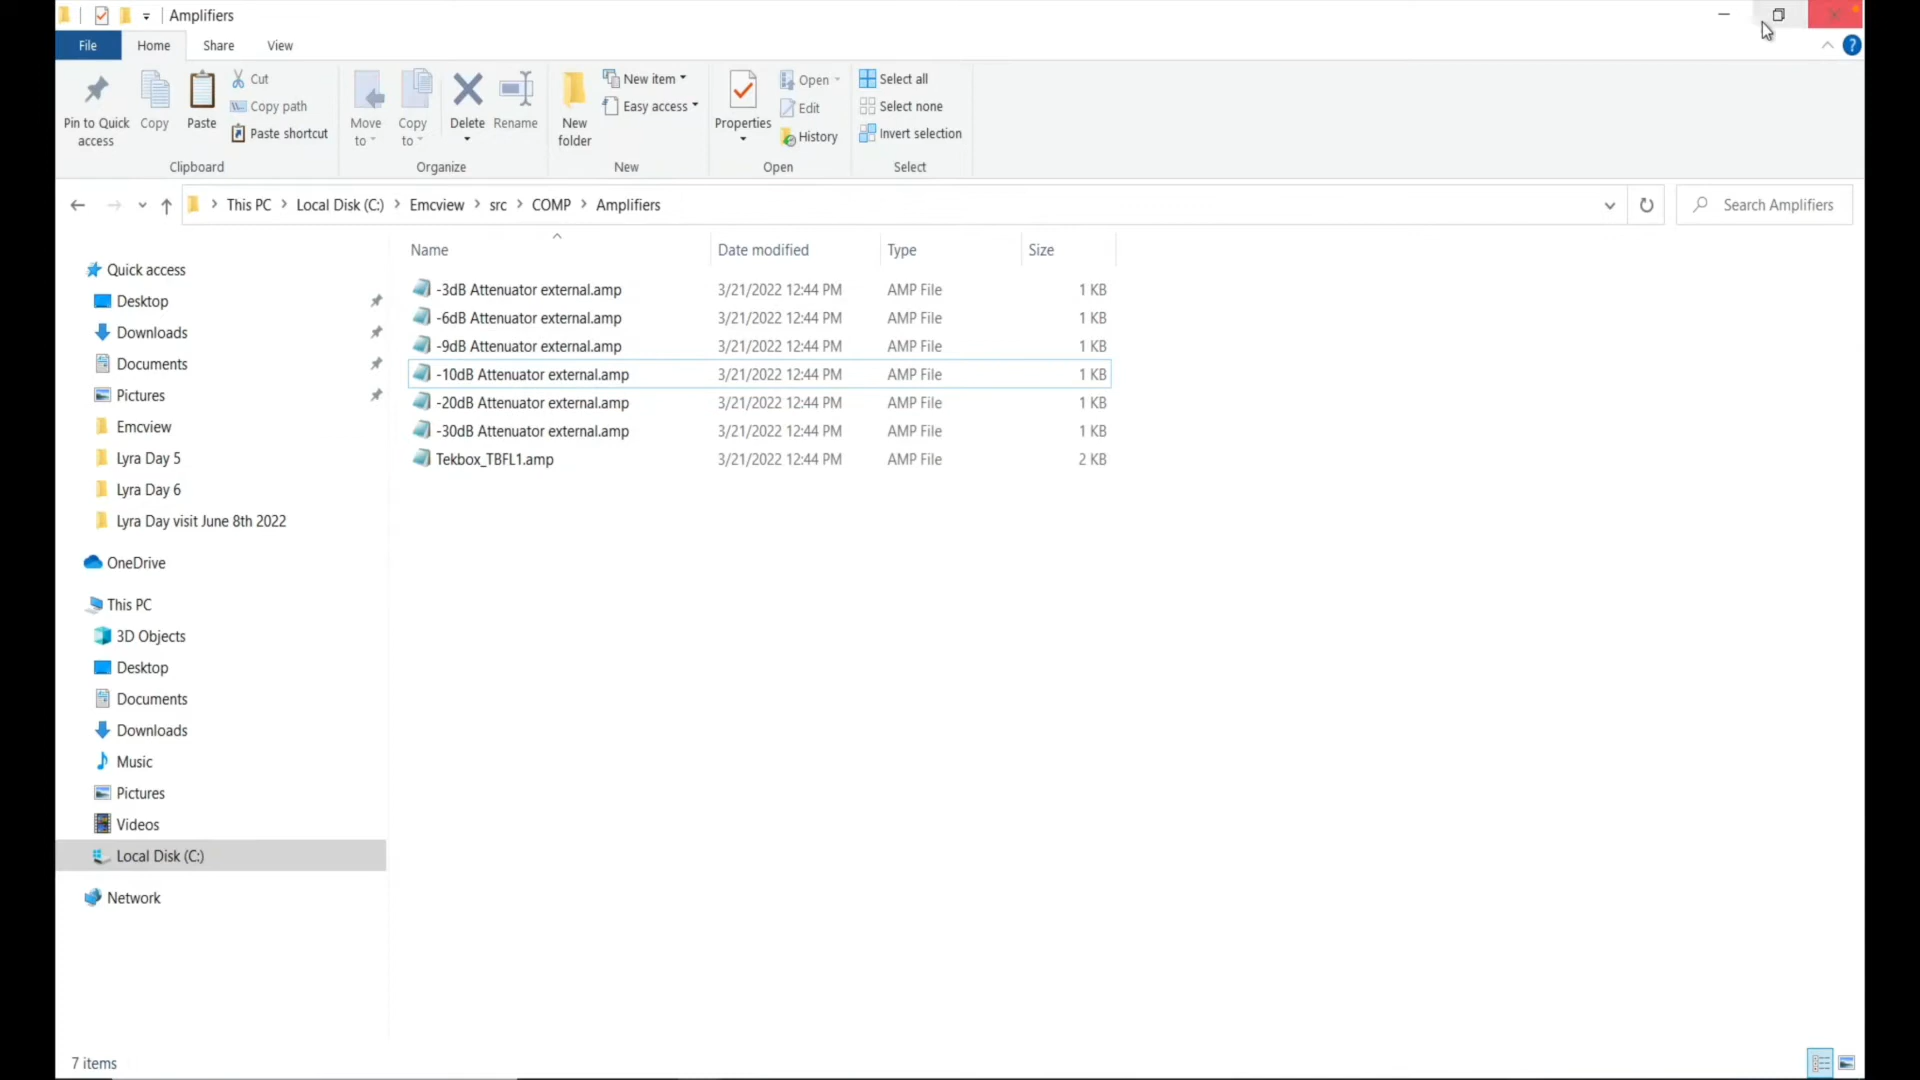 Amplifiers
File Home Share View
Pin to Quick access
Copy
Paste
Cut
Copy path
Paste shortcut
Clipboard
Move to
Copy to
Delete
Rename
Organize
New folder
New item
Easy access
New
Properties
Open
Edit
History
Open
Select all
Select none
Invert selection
Select
This PC > Local Disk (C:) > Emcview > src > COMP > Amplifiers
Search Amplifiers
Quick access
Desktop
Downloads
Documents
Pictures
Emcview
Lyra Day 5
Lyra Day 6
Lyra Day visit June 8th 2022
OneDrive
This PC
3D Objects
Desktop
Documents
Downloads
Music
Pictures
Videos
Local Disk (C:)
Network
Name Date modified Type Size
-3dB Attenuator external.amp 3/21/2022 12:44 PM AMP File 1 KB
-6dB Attenuator external.amp 3/21/2022 12:44 PM AMP File 1 KB
-9dB Attenuator external.amp 3/21/2022 12:44 PM AMP File 1 KB
-10dB Attenuator external.amp 3/21/2022 12:44 PM AMP File 1 KB
-20dB Attenuator external.amp 3/21/2022 12:44 PM AMP File 1 KB
-30dB Attenuator external.amp 3/21/2022 12:44 PM AMP File 1 KB
Tekbox_TBFL1.amp 3/21/2022 12:44 PM AMP File 2 KB
7 items